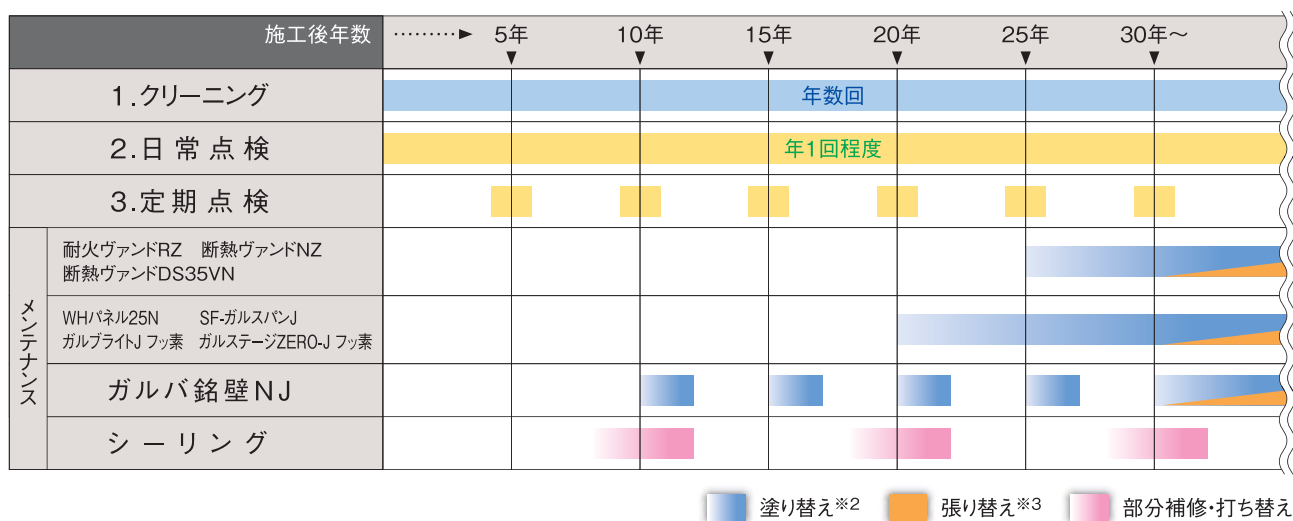 施工後年数 ………▶ 5年 10年 15年 20年 25年 30年～
1.クリーニング 年数回
2.日常点検 年1回程度
3.定期点検
メンテナンス
耐火ヴァンドRZ 断熱ヴァンドNZ
断熱ヴァンドDS35VN
WHパネル25N SF-ガルスパンJ
ガルブライトJ フッ素 ガルステージZERO-J フッ素
ガルバ銘壁NJ
シーリング
塗り替え※2 張り替え※3 部分補修・打ち替え